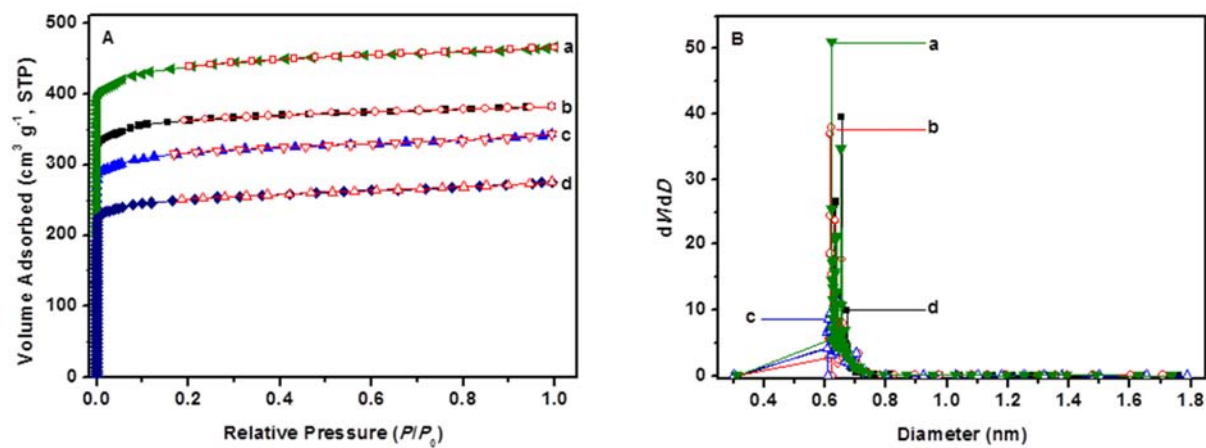 A
500
400
300
200
100
0
a
b
c
d
0.0 0.2 0.4 0.6 0.8 1.0
Volume Adsorbed (cm³ g⁻¹, STP)
Relative Pressure (P/P₀)
B
50
40
30
20
10
0
a
b
c
d
0.4 0.6 0.8 1.0 1.2 1.4 1.6 1.8
dV/dD
Diameter (nm)